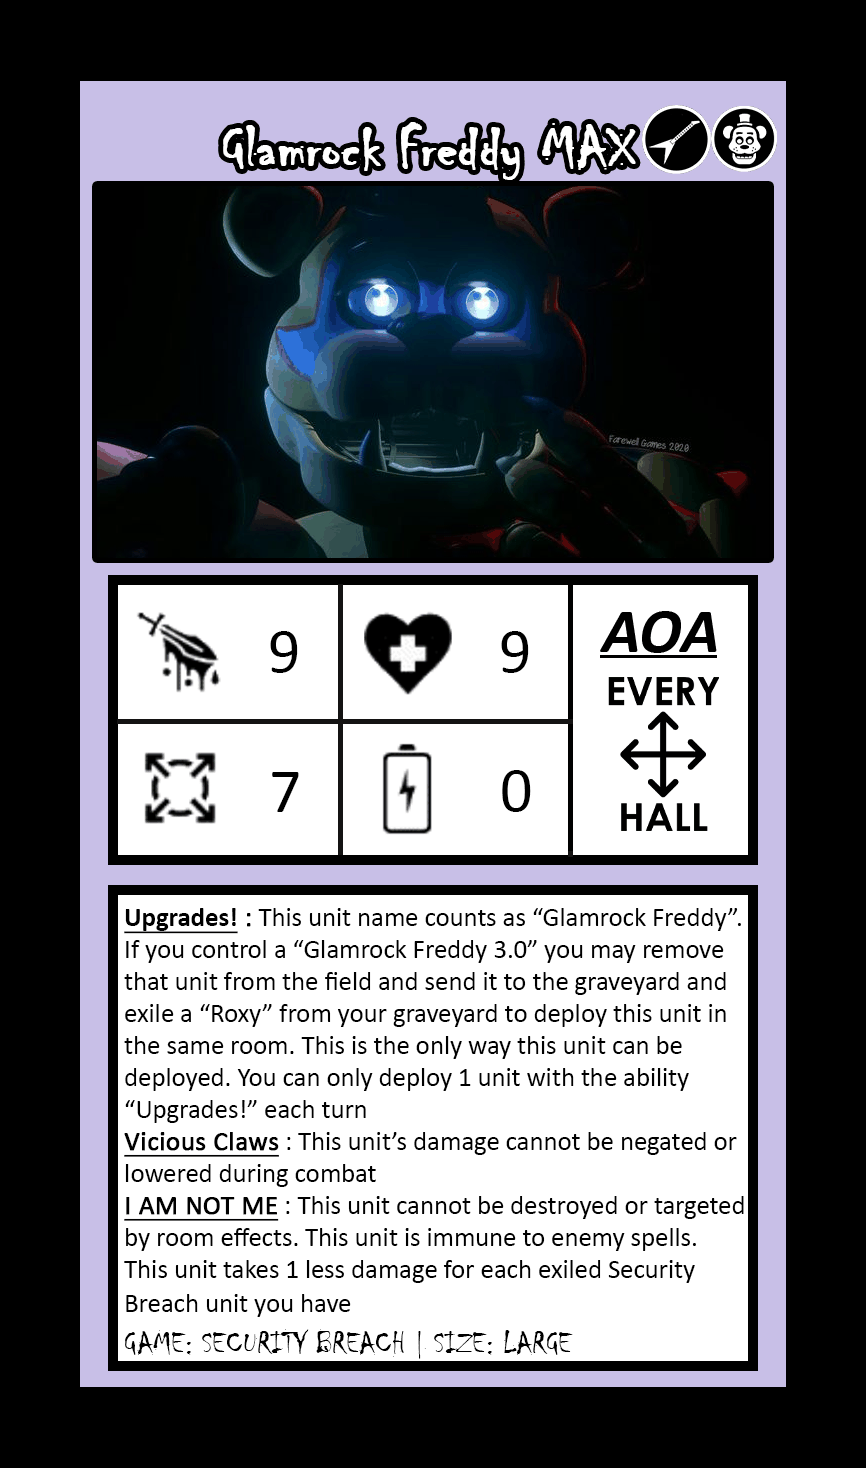 Glamrock Freddy MAX
Farewell Games 2020
9
9
7
0
AOA
EVERY
HALL
Upgrades! : This unit name counts as “Glamrock Freddy”.
If you control a “Glamrock Freddy 3.0” you may remove
that unit from the field and send it to the graveyard and
exile a “Roxy” from your graveyard to deploy this unit in
the same room. This is the only way this unit can be
deployed. You can only deploy 1 unit with the ability
“Upgrades!” each turn
Vicious Claws : This unit’s damage cannot be negated or
lowered during combat
I AM NOT ME : This unit cannot be destroyed or targeted
by room effects. This unit is immune to enemy spells.
This unit takes 1 less damage for each exiled Security
Breach unit you have
GAME: SECURITY BREACH | SIZE: LARGE